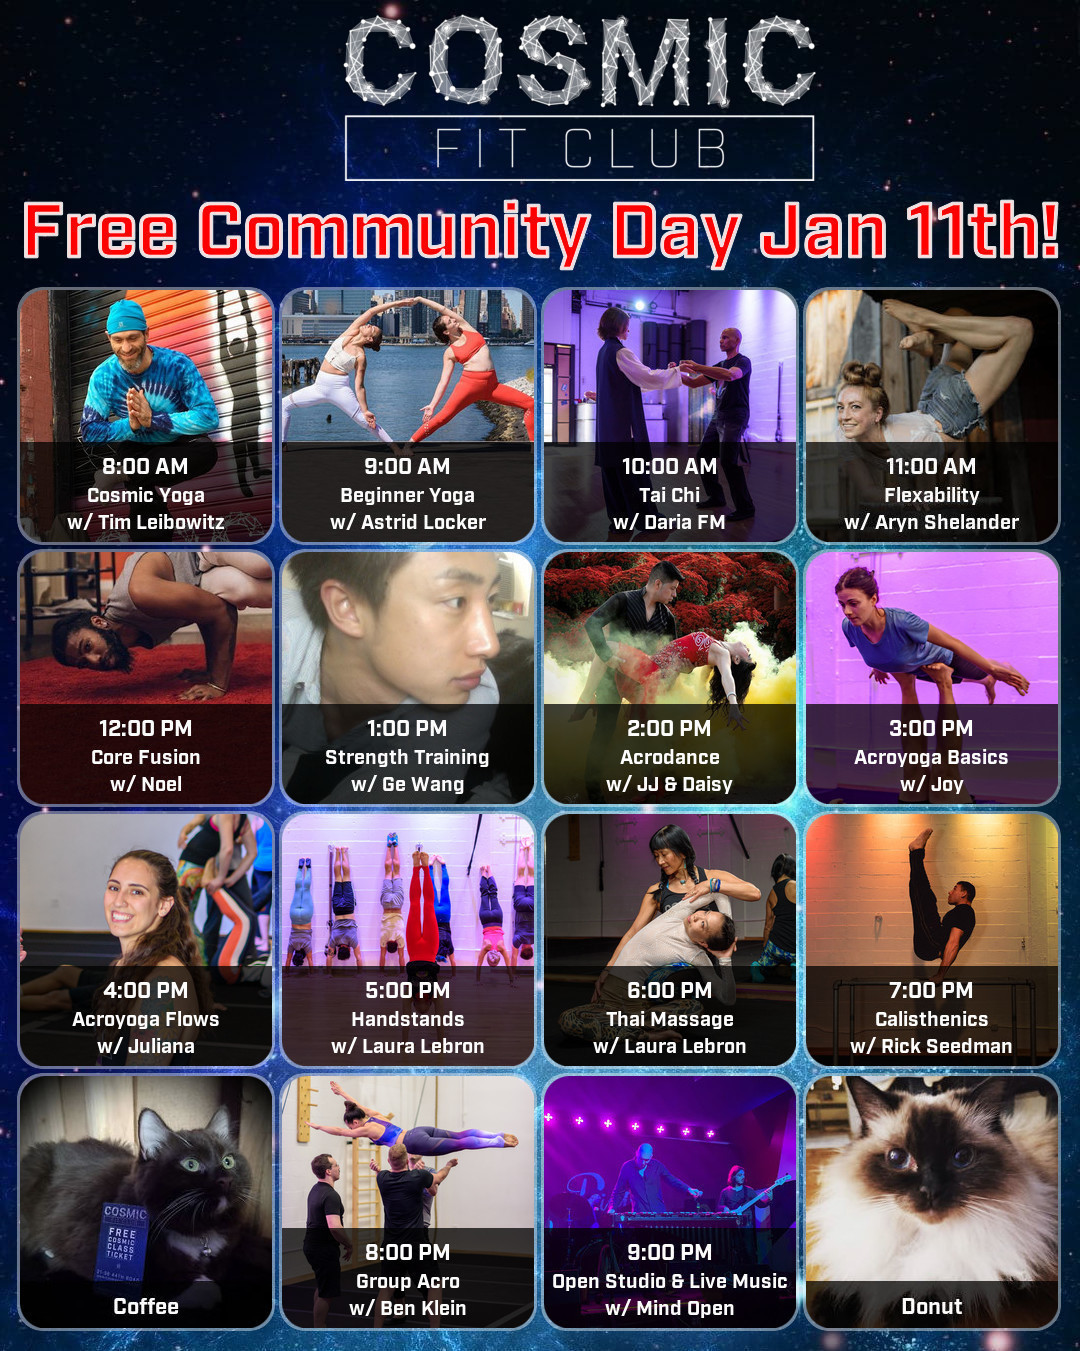 COSMIC
FIT CLUB
Free Community Day Jan 11th!
8:00 AM
Cosmic Yoga
w/ Tim Leibowitz
9:00 AM
Beginner Yoga
w/ Astrid Locker
10:00 AM
Tai Chi
w/ Daria FM
11:00 AM
Flexability
w/ Aryn Shelander
12:00 PM
Core Fusion
w/ Noel
1:00 PM
Strength Training
w/ Ge Wang
2:00 PM
Acrodance
w/ JJ & Daisy
3:00 PM
Acroyoga Basics
w/ Joy
4:00 PM
Acroyoga Flows
w/ Juliana
5:00 PM
Handstands
w/ Laura Lebron
6:00 PM
Thai Massage
w/ Laura Lebron
7:00 PM
Calisthenics
w/ Rick Seedman
COSMIC
FREE
COSMIC
CLASS
TICKET
Coffee
8:00 PM
Group Acro
w/ Ben Klein
9:00 PM
Open Studio & Live Music
w/ Mind Open
Donut